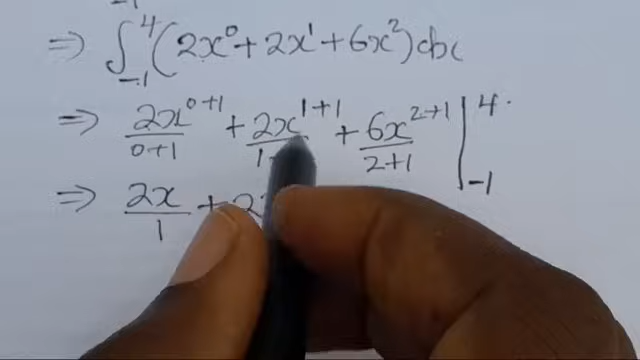 -1
⇒ ∫₋₁⁴ (2x⁰ + 2x¹ + 6x²) dx
⇒ 2x⁰⁺¹/0+1 + 2x¹⁺¹/1 + 6x²⁺¹/2+1 |₋₁⁴
⇒ 2x/1 + 2